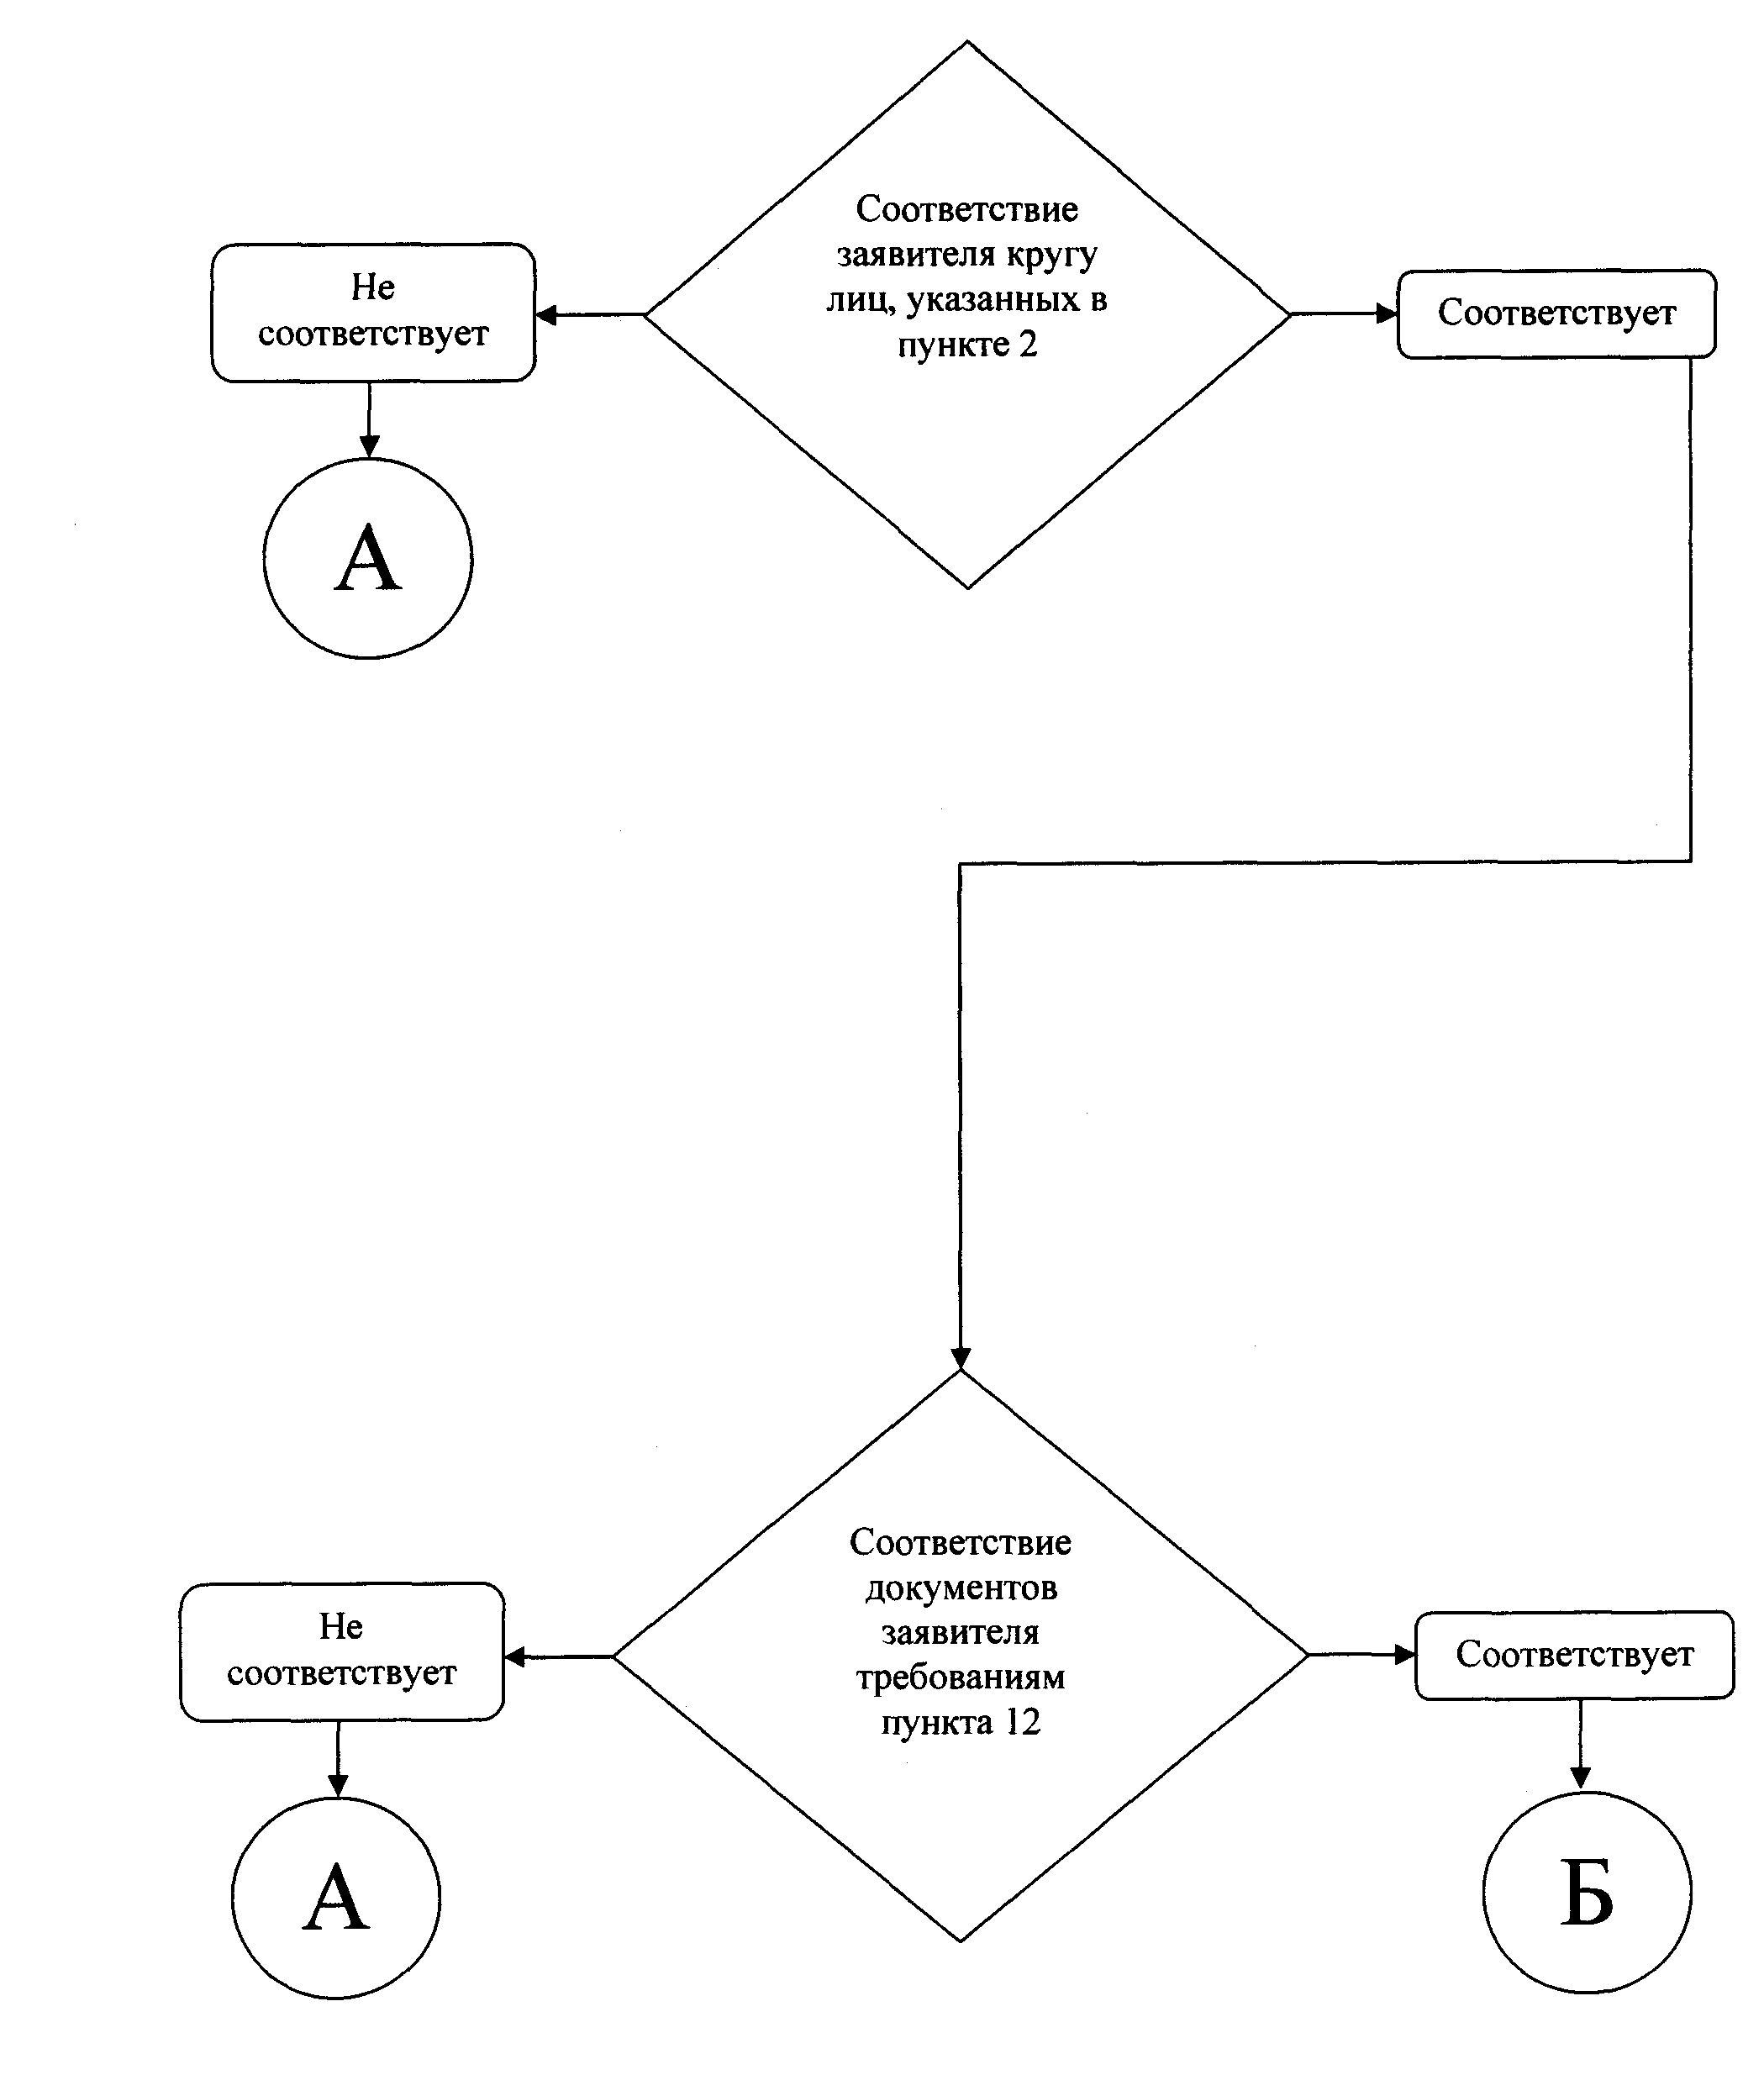 Соответствие
заявителя кругу
лиц, указанных в
пункте 2
Не
соответствует
Соответствует
А
Соответствие
документов
заявителя
требованиям
пункта 12
Не
соответствует
Соответствует
А
Б